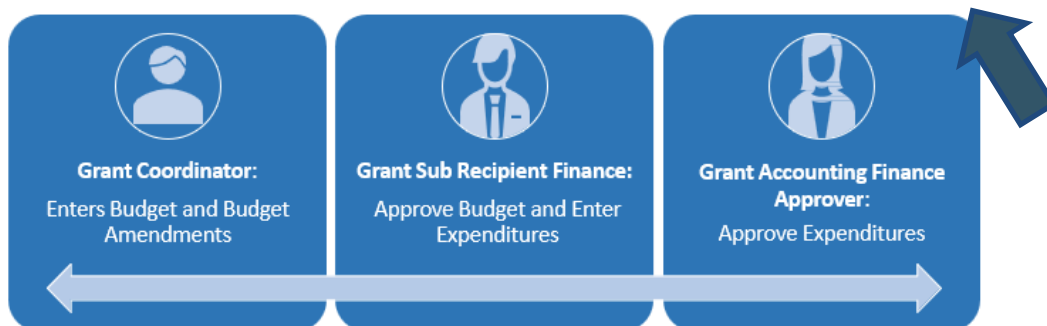 Grant Coordinator:
Enters Budget and Budget
Amendments
Grant Sub Recipient Finance:
Approve Budget and Enter
Expenditures
Grant Accounting Finance
Approver:
Approve Expenditures